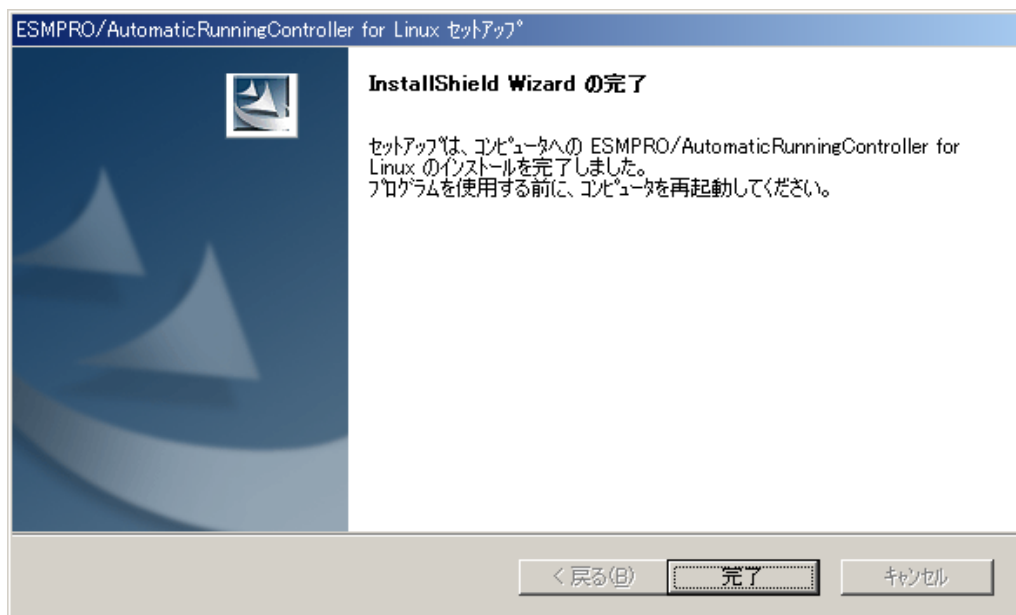 ESMPRO/AutomaticRunningController for Linux セットアップ
InstallShield Wizard の完了
セットアップは、コンピュータへの ESMPRO/AutomaticRunningController for
Linux のインストールを完了しました。
プログラムを使用する前に、コンピュータを再起動してください。
< 戻る(B)
完了
キャンセル